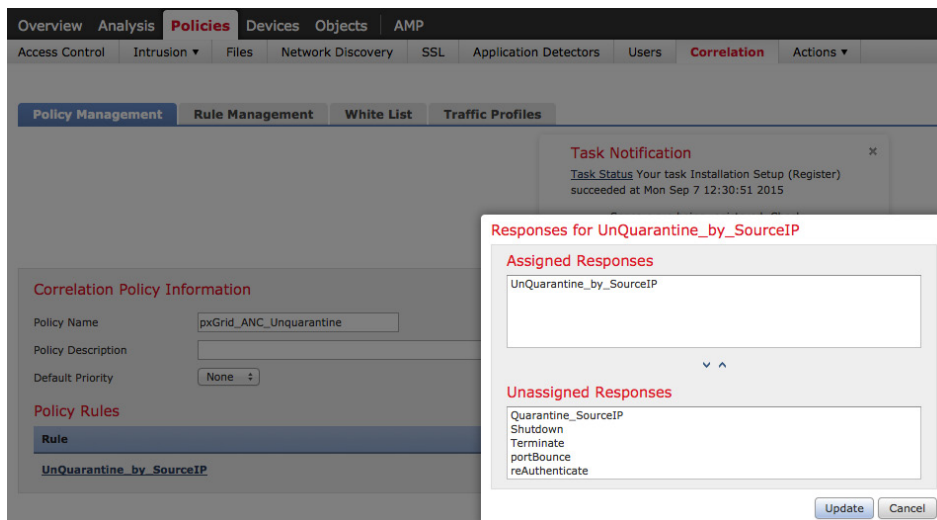 Overview Analysis Policies Devices Objects AMP
Access Control Intrusion ▼ Files Network Discovery SSL Application Detectors Users Correlation Actions ▼
Policy Management Rule Management White List Traffic Profiles
Task Notification ×
Task Status Your task Installation Setup (Register)
succeeded at Mon Sep 7 12:30:51 2015
Responses for UnQuarantine_by_SourceIP
Assigned Responses
UnQuarantine_by_SourceIP
Unassigned Responses
Quarantine_SourceIP
Shutdown
Terminate
portBounce
reAuthenticate
Update Cancel
Correlation Policy Information
Policy Name pxGrid_ANC_Unquarantine
Policy Description
Default Priority None
Policy Rules
Rule
UnQuarantine_by_SourceIP